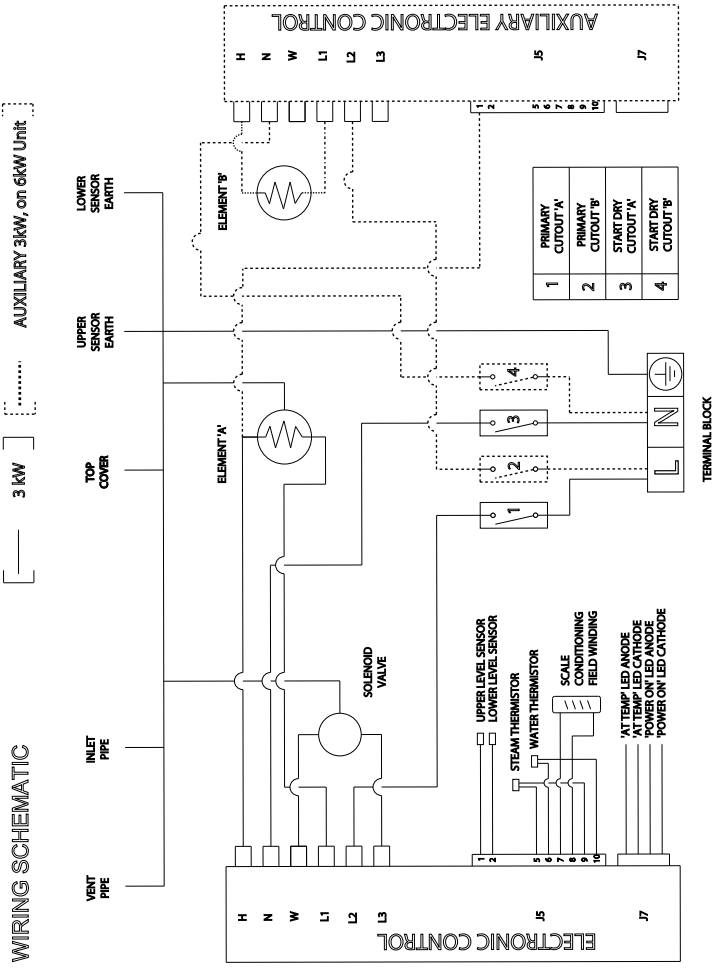 WIRING SCHEMATIC
3 kW
AUXILIARY 3kW, on 6kW Unit
VENT
PIPE
INLET
PIPE
TOP
COVER
UPPER
SENSOR
EARTH
LOWER
SENSOR
EARTH
ELECTRONIC CONTROL
H
N
W
L1
L2
L3
J5
J7
1
2
5
6
7
8
9
10
SOLENOID
VALVE
ELEMENT 'A'
ELEMENT 'B'
UPPER LEVEL SENSOR
LOWER LEVEL SENSOR
STEAM THERMISTOR
WATER THERMISTOR
SCALE
CONDITIONING
FIELD WINDING
'AT TEMP' LED ANODE
'AT TEMP' LED CATHODE
'POWER ON' LED ANODE
'POWER ON' LED CATHODE
1
2
3
4
L
N
TERMINAL BLOCK
1 PRIMARY
CUTOUT 'A'
2 PRIMARY
CUTOUT 'B'
3 START DRY
CUTOUT 'A'
4 START DRY
CUTOUT 'B'
AUXILIARY ELECTRONIC CONTROL
H
N
W
L1
L2
L3
J5
J7
1
2
5
6
7
8
9
10